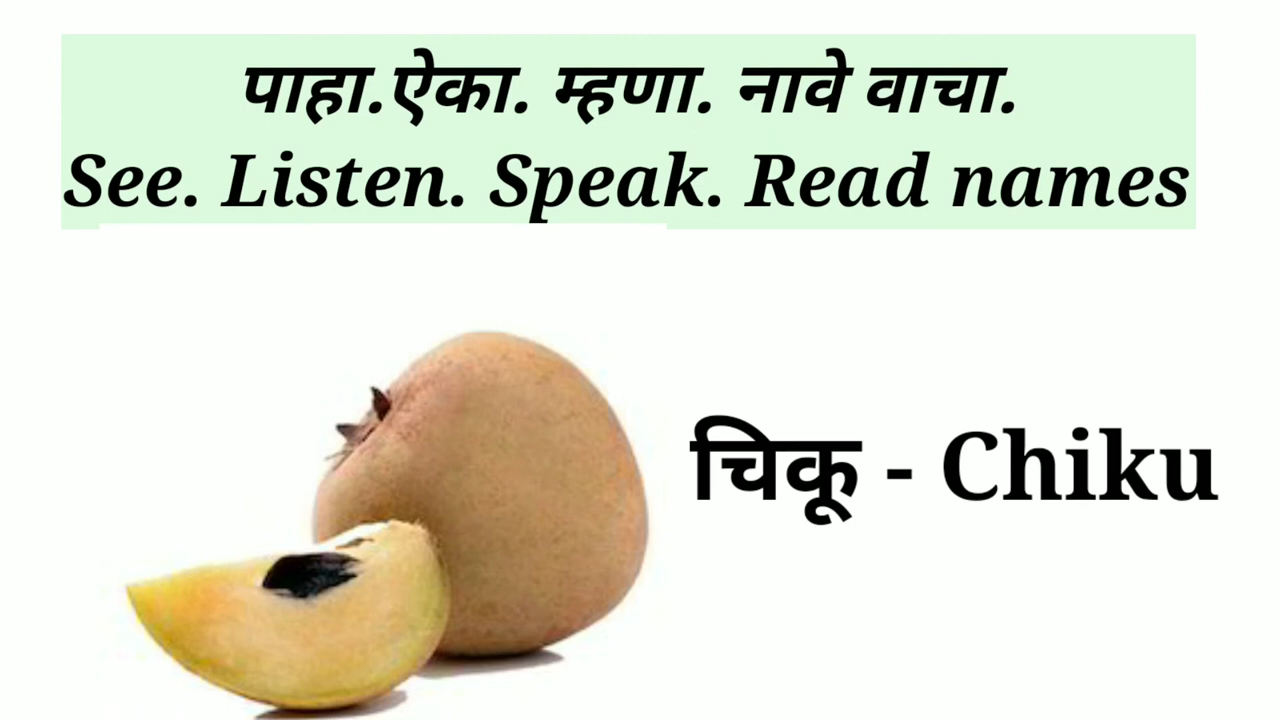 पाहा.ऐका. म्हणा. नावे वाचा.
See. Listen. Speak. Read names
चिकू - Chiku